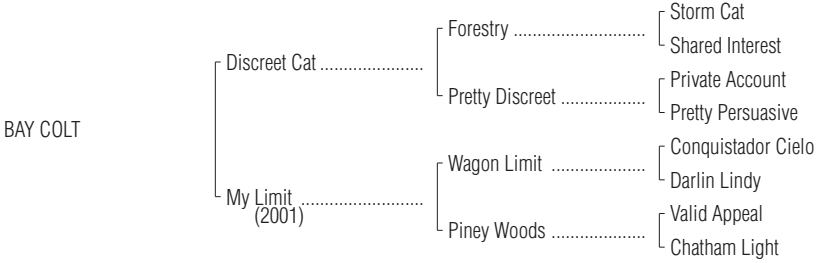 Storm Cat
Forestry ............................
Shared Interest
Discreet Cat ......................
Private Account
Pretty Discreet ..................
Pretty Persuasive
BAY COLT
Conquistador Cielo
Wagon Limit ....................
Darlin Lindy
My Limit ..........................
(2001)
Valid Appeal
Piney Woods ....................
Chatham Light